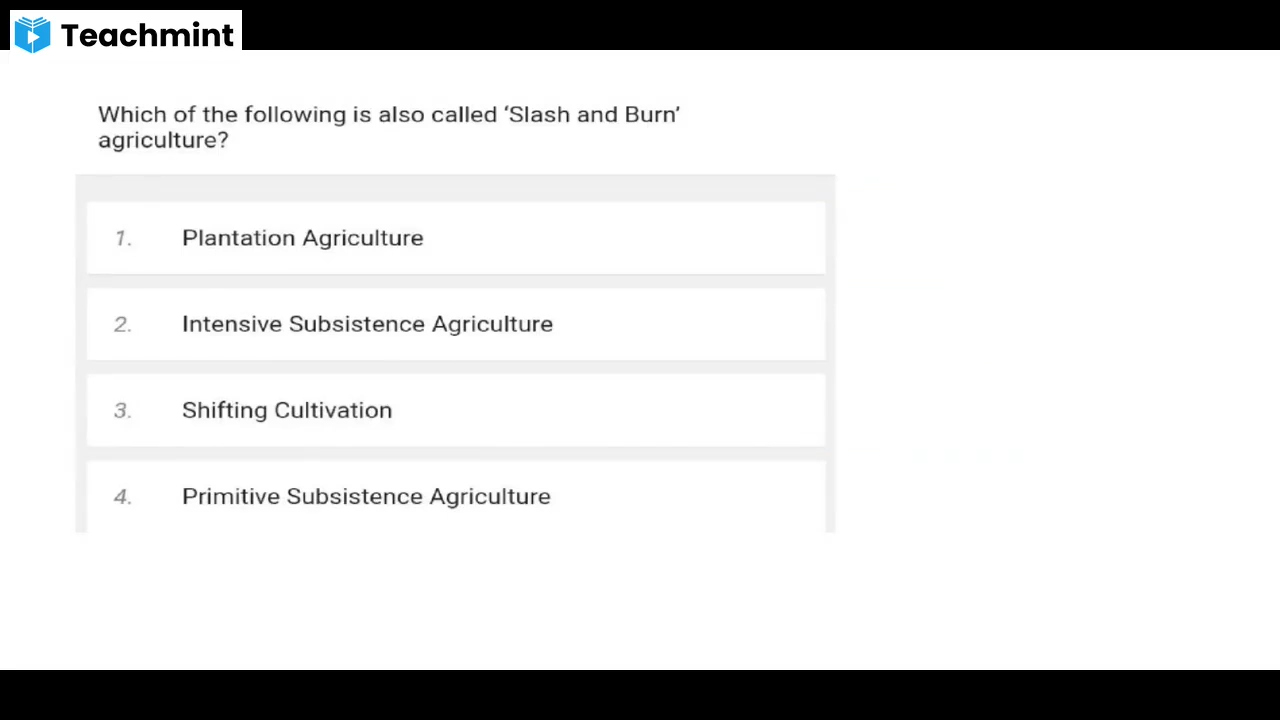 Teachmint
Which of the following is also called ‘Slash and Burn’
agriculture?
1. Plantation Agriculture
2. Intensive Subsistence Agriculture
3. Shifting Cultivation
4. Primitive Subsistence Agriculture